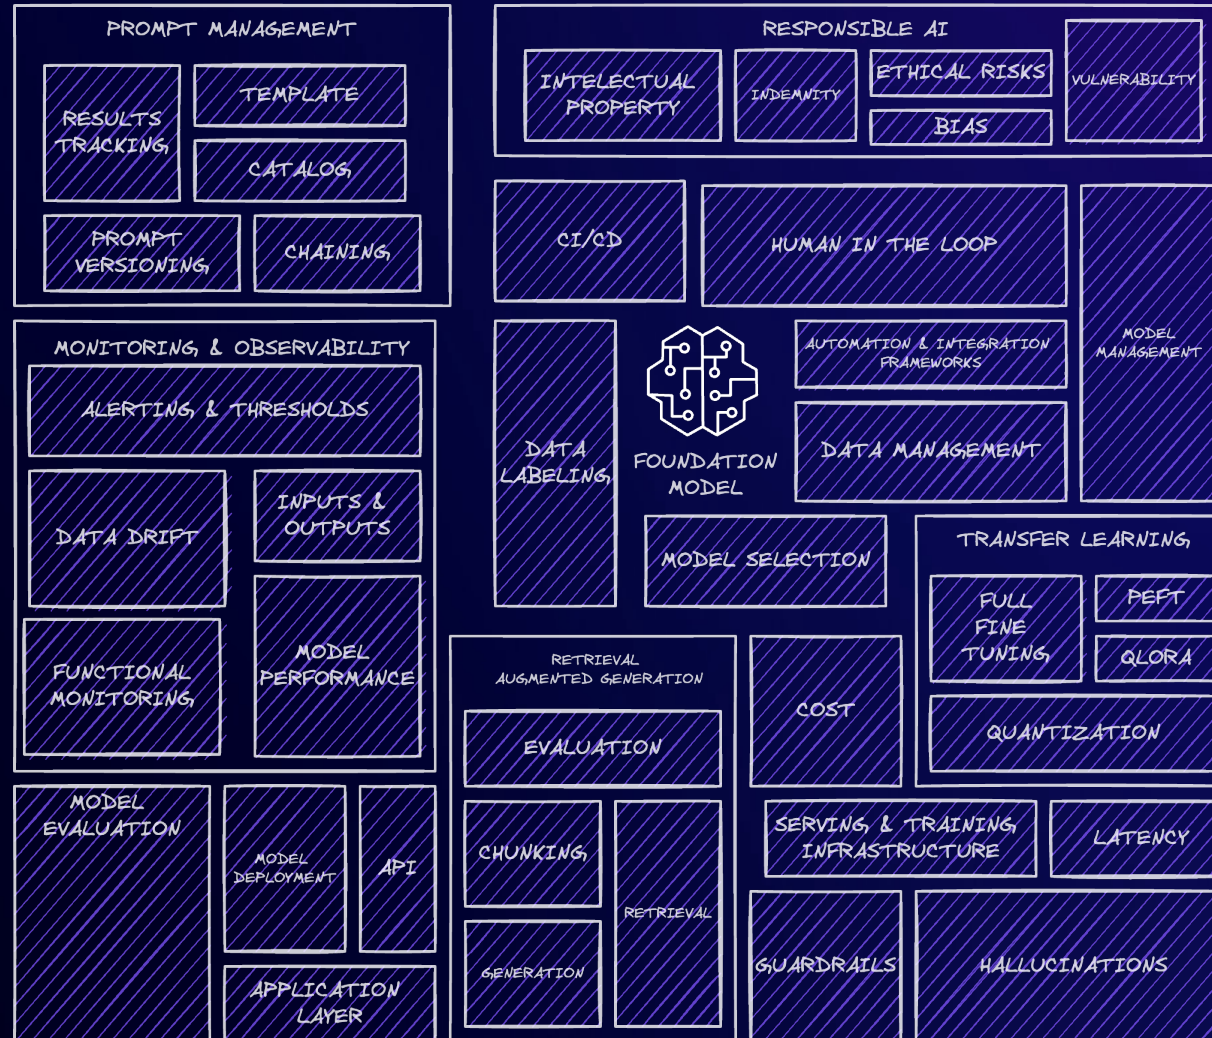 PROMPT MANAGEMENT
RESULTS
TRACKING
TEMPLATE
CATALOG
PROMPT
VERSIONING
CHAINING
RESPONSIBLE AI
INTELECTUAL
PROPERTY
INDEMNITY
ETHICAL RISKS
BIAS
VULNERABILITY
CI/CD
HUMAN IN THE LOOP
MODEL
MANAGEMENT
MONITORING & OBSERVABILITY
ALERTING & THRESHOLDS
DATA DRIFT
INPUTS &
OUTPUTS
FUNCTIONAL
MONITORING
MODEL
PERFORMANCE
DATA
LABELING
FOUNDATION
MODEL
AUTOMATION & INTEGRATION
FRAMEWORKS
DATA MANAGEMENT
MODEL SELECTION
TRANSFER LEARNING
FULL
FINE
TUNING
PEFT
QLORA
QUANTIZATION
RETRIEVAL
AUGMENTED GENERATION
EVALUATION
CHUNKING
RETRIEVAL
GENERATION
COST
MODEL
EVALUATION
MODEL
DEPLOYMENT
API
APPLICATION
LAYER
SERVING & TRAINING
INFRASTRUCTURE
LATENCY
GUARDRAILS
HALLUCINATIONS